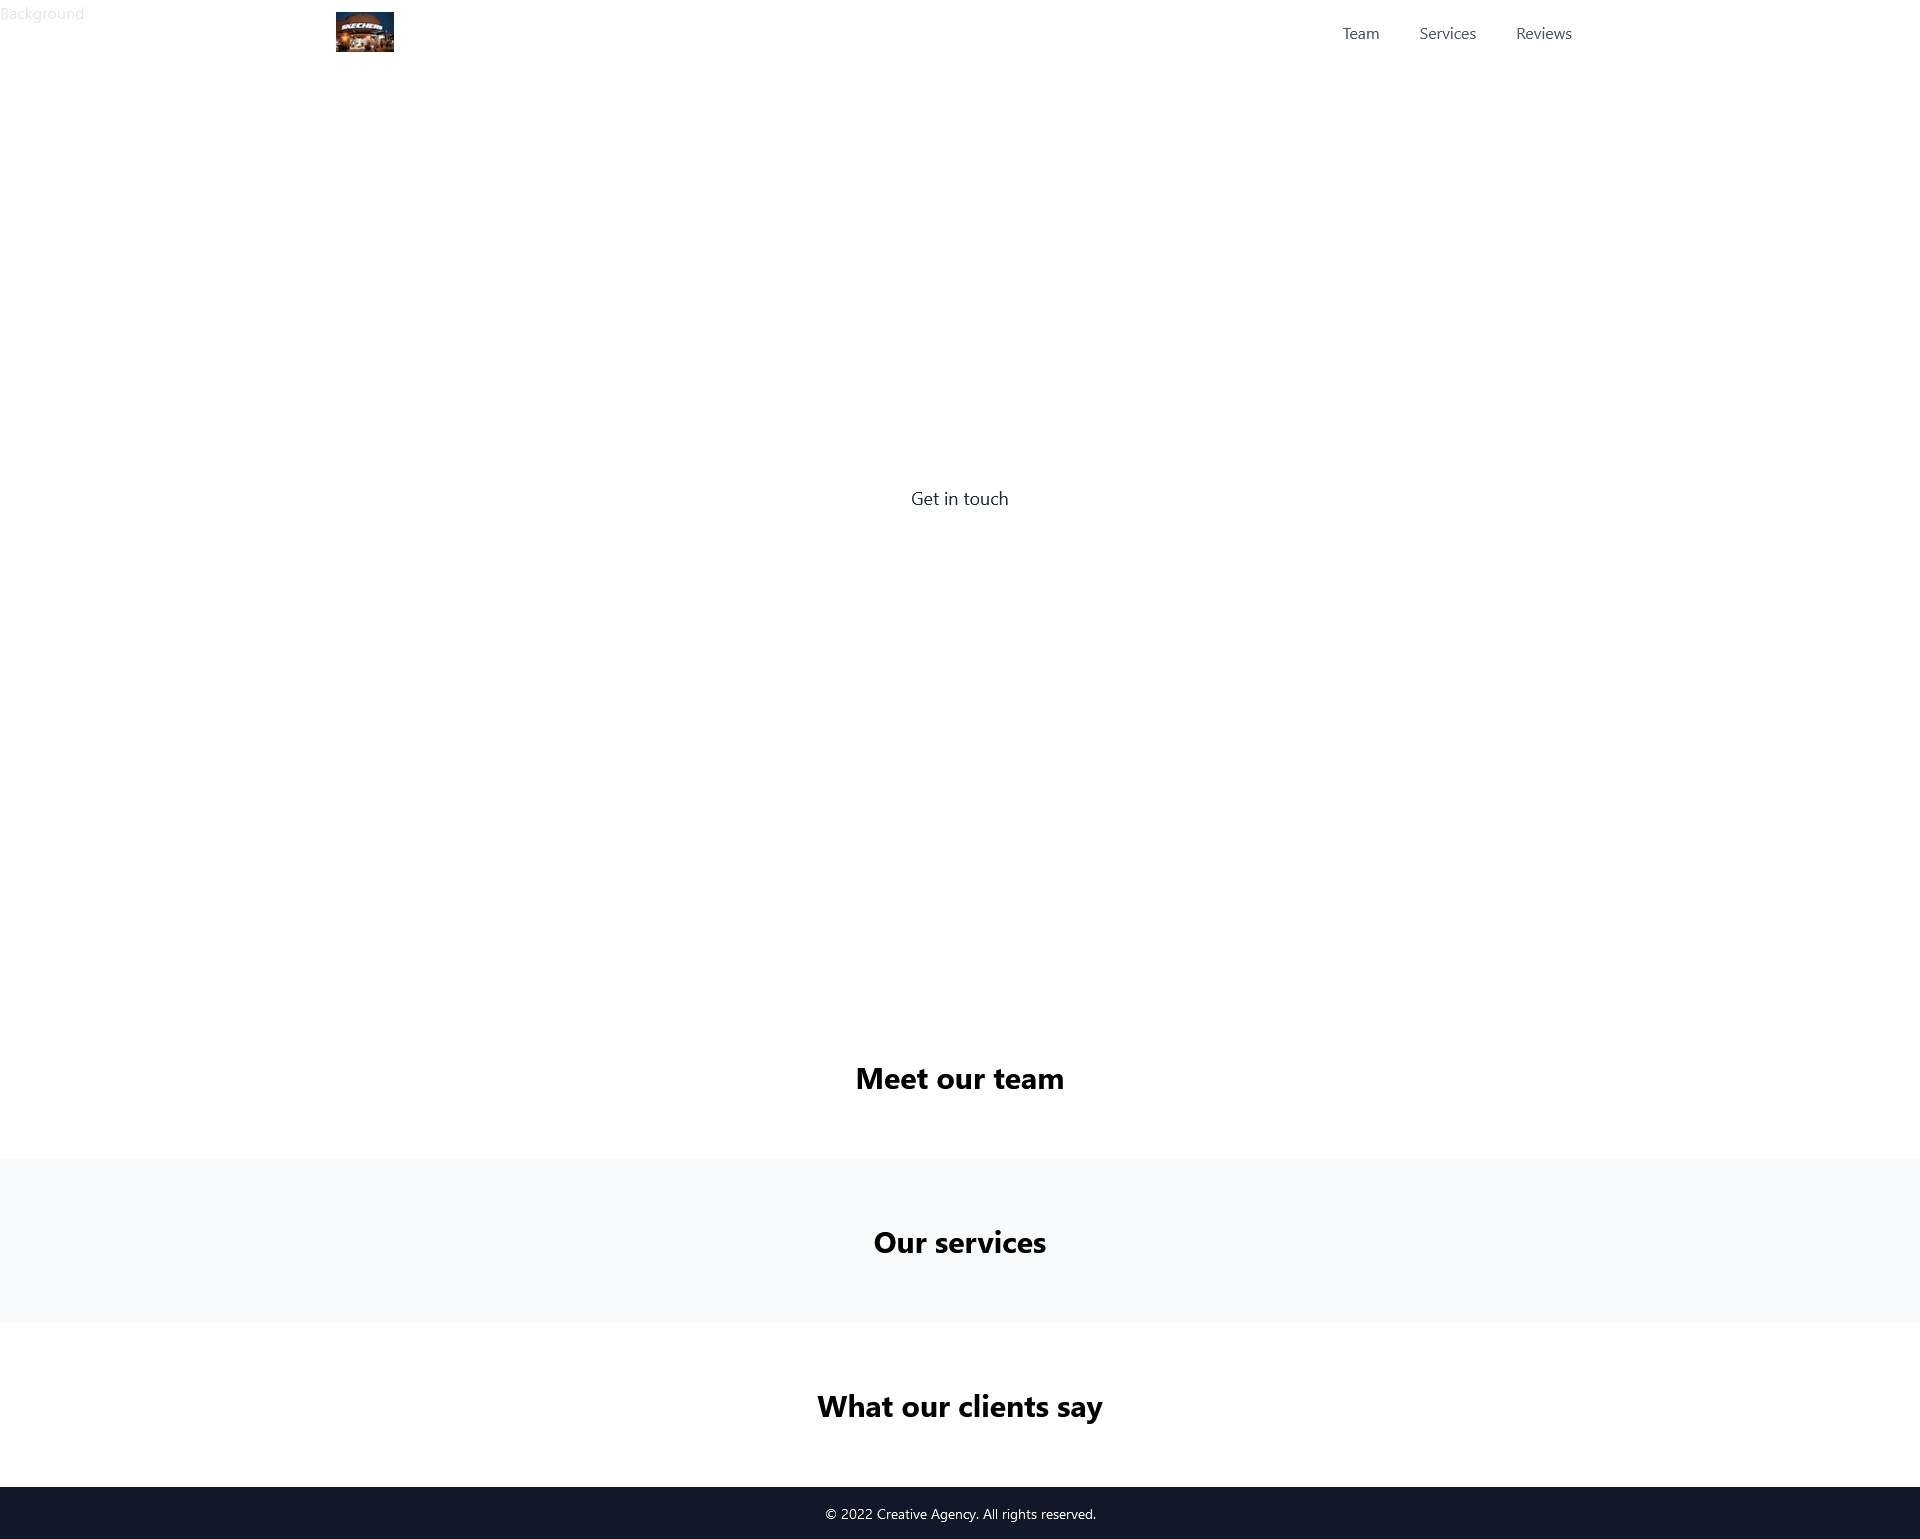 Background
SKECHERS
Team
Services
Reviews
Get in touch
Meet our team
Our services
What our clients say
© 2022 Creative Agency. All rights reserved.